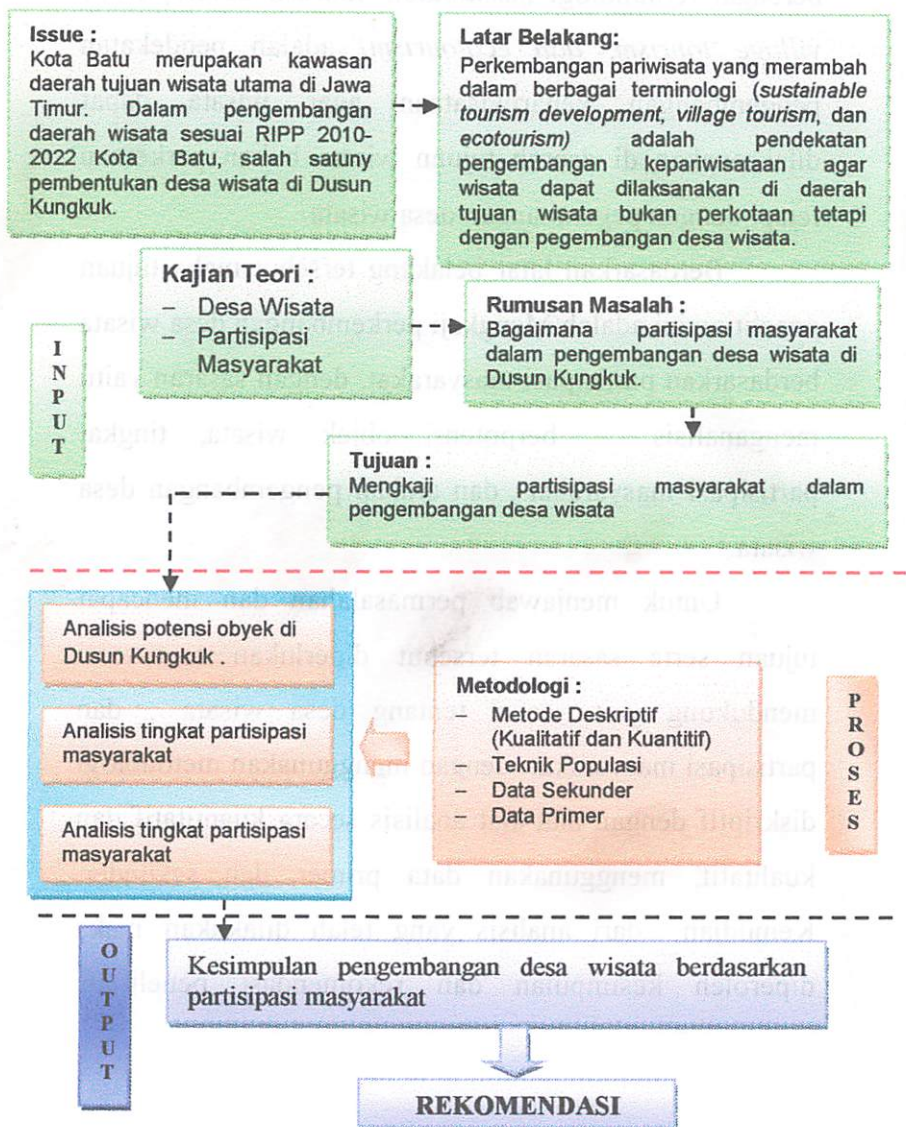 Issue :
Kota Batu merupakan kawasan
daerah tujuan wisata utama di Jawa
Timur. Dalam pengembangan
daerah wisata sesuai RIPP 2010-
2022 Kota Batu, salah satuny
pembentukan desa wisata di Dusun
Kungkuk.
Latar Belakang:
Perkembangan pariwisata yang merambah
dalam berbagai terminologi (sustainable
tourism development, village tourism, dan
ecotourism) adalah pendekatan
pengembangan kepariwisataan agar
wisata dapat dilaksanakan di daerah
tujuan wisata bukan perkotaan tetapi
dengan pegembangan desa wisata.
Kajian Teori :
– Desa Wisata
– Partisipasi
Masyarakat
Rumusan Masalah :
Bagaimana partisipasi masyarakat
dalam pengembangan desa wisata di
Dusun Kungkuk.
INPUT
Tujuan :
Mengkaji partisipasi masyarakat dalam
pengembangan desa wisata
Analisis potensi obyek di
Dusun Kungkuk .
Analisis tingkat partisipasi
masyarakat
Analisis tingkat partisipasi
masyarakat
Metodologi :
– Metode Deskriptif
(Kualitatif dan Kuantitif)
– Teknik Populasi
– Data Sekunder
– Data Primer
PROSES
OUTPUT
Kesimpulan pengembangan desa wisata berdasarkan
partisipasi masyarakat
REKOMENDASI